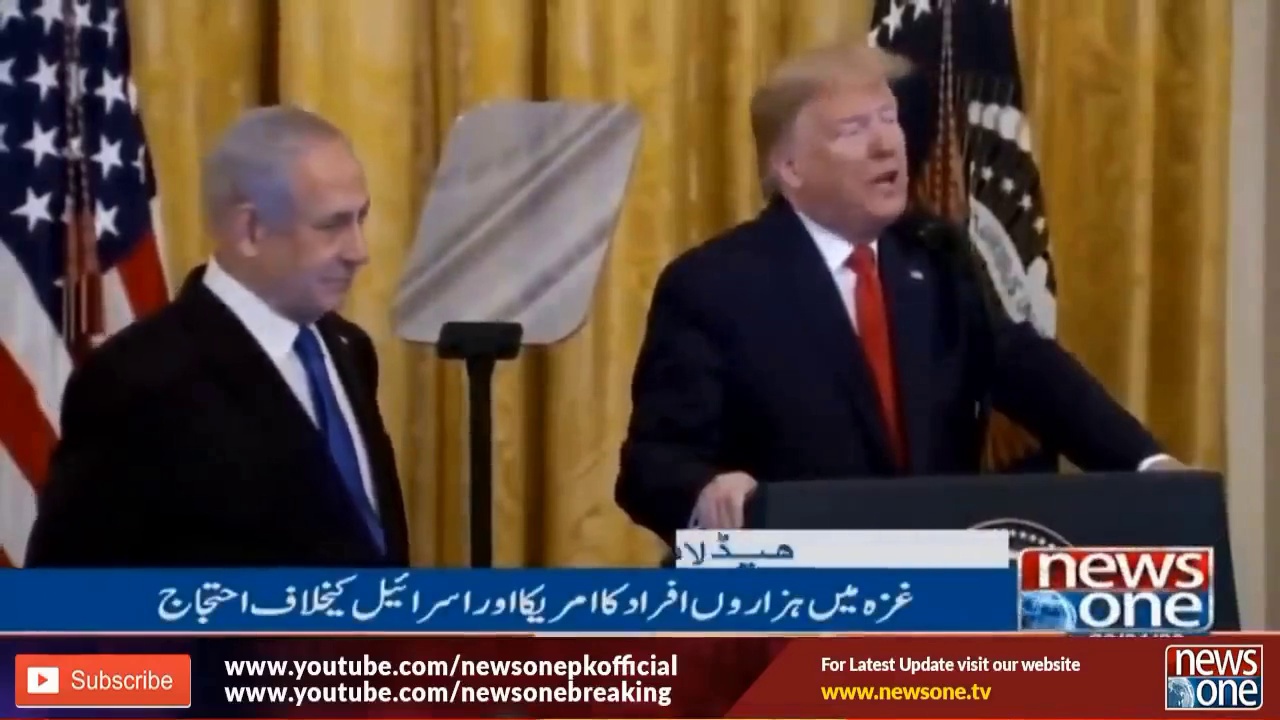 هیڈلا
غزہ میں ہزاروں افراد کا امریکا اور اسرائیل کیخلاف احتجاج
news
one
Subscribe
www.youtube.com/newsonepkofficial
www.youtube.com/newsonebreaking
For Latest Update visit our website
www.newsone.tv
news
one